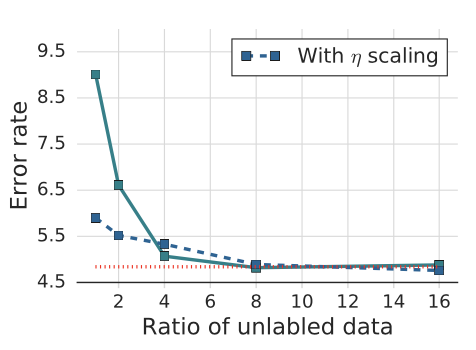 With η scaling
Error rate
9.5
8.5
7.5
6.5
5.5
4.5
2 4 6 8 10 12 14 16
Ratio of unlabled data